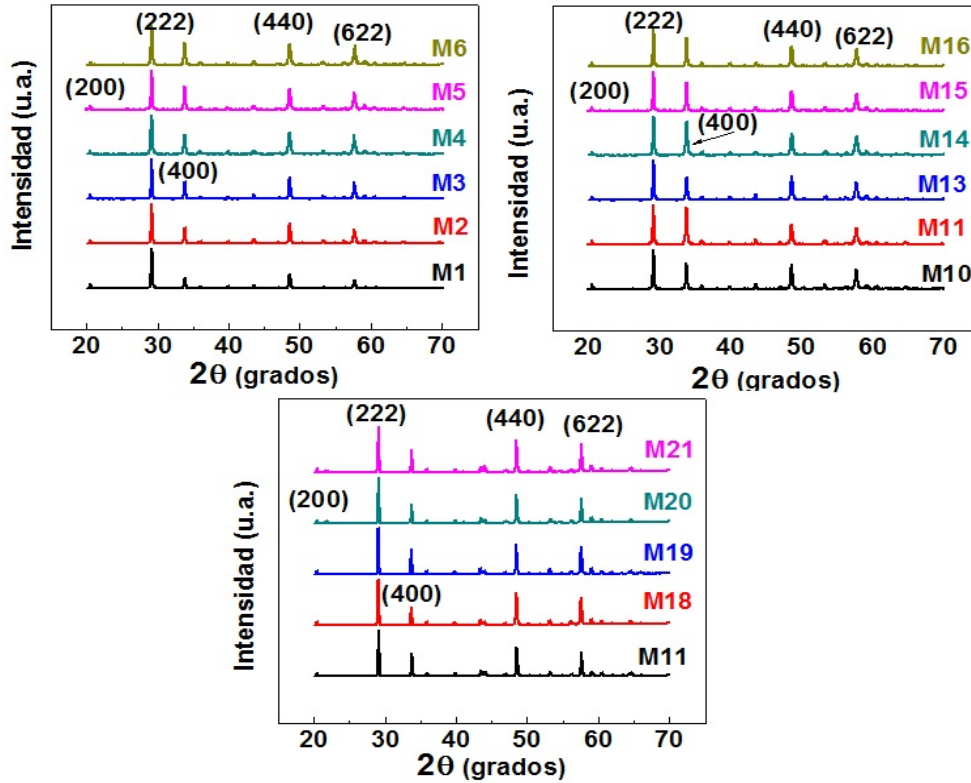 Intensidad (u.a.)
(222)
(440)
(622)
M6
(200)
M5
M4
(400)
M3
M2
M1
20 30 40 50 60 70
2θ (grados)
Intensidad (u.a.)
(222)
(440)
(622)
M16
(200)
M15
(400)
M14
M13
M11
M10
20 30 40 50 60 70
2θ (grados)
Intensidad (u.a.)
(222)
(440)
(622)
M21
(200)
M20
M19
(400)
M18
M11
20 30 40 50 60 70
2θ (grados)